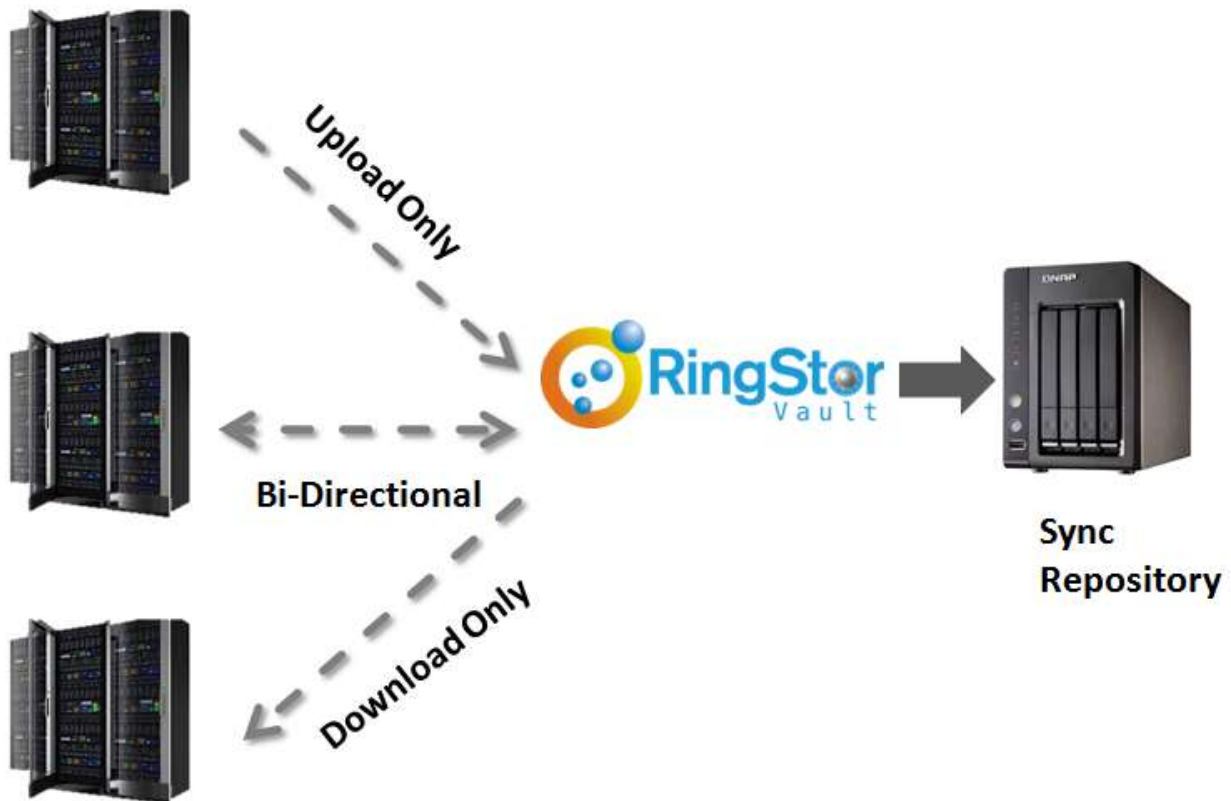 Upload Only
Bi-Directional
Download Only
RingStor
Vault
QNAP
Sync
Repository